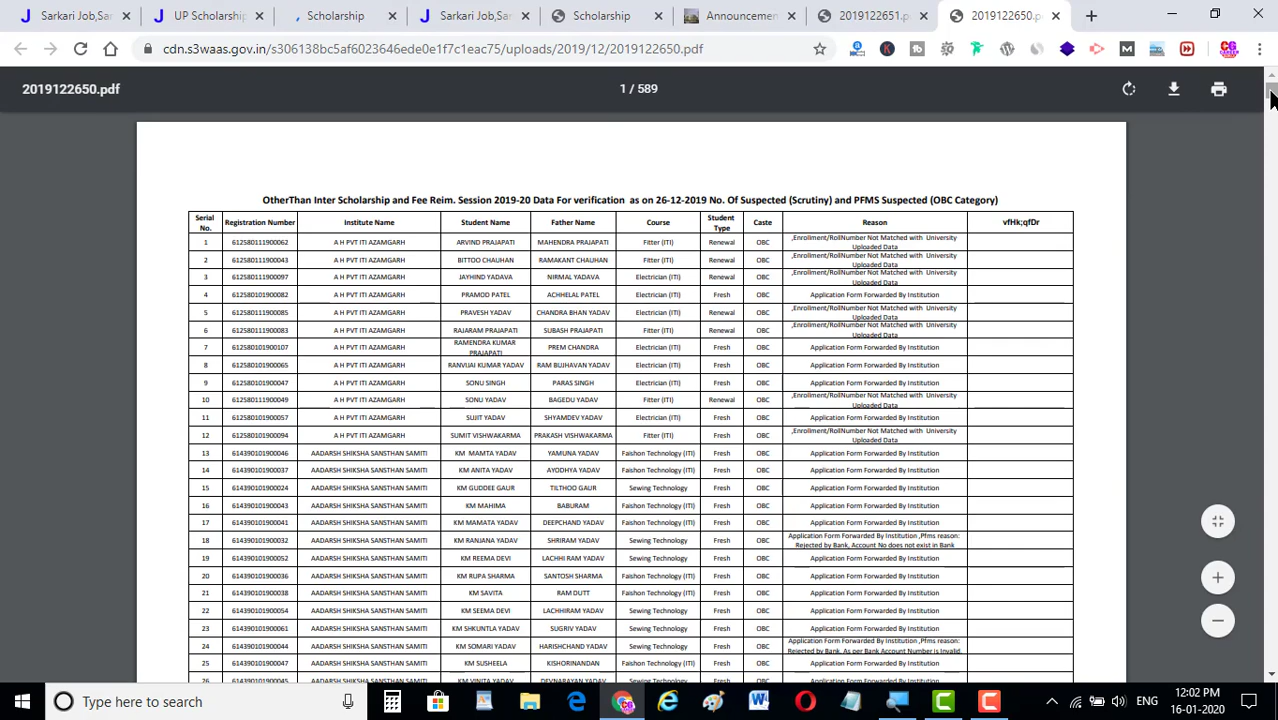 Sarkari Job,San UP Scholarship Scholarship Sarkari Job,San Scholarship Announcemen 2019122651.p 2019122650.p
cdn.s3waas.gov.in/s306138bc5af6023646ede0e1f7c1eac75/uploads/2019/12/2019122650.pdf
2019122650.pdf 1 / 589
OtherThan Inter Scholarship and Fee Reim. Session 2019-20 Data For verification as on 26-12-2019 No. Of Suspected (Scrutiny) and PFMS Suspected (OBC Category)
Serial No. Registration Number Institute Name Student Name Father Name Course Student Type Caste Reason vfHk;qfDr
1 612580111900062 A H PVT ITI AZAMGARH ARVIND PRAJAPATI MAHENDRA PRAJAPATI Fitter (ITI) Renewal OBC ,Enrollment/RollNumber Not Matched with University Uploaded Data
2 612580111900043 A H PVT ITI AZAMGARH BITTOO CHAUHAN RAMAKANT CHAUHAN Fitter (ITI) Renewal OBC ,Enrollment/RollNumber Not Matched with University Uploaded Data
3 612580111900097 A H PVT ITI AZAMGARH JAYHIND YADAVA NIRMAL YADAVA Electrician (ITI) Renewal OBC ,Enrollment/RollNumber Not Matched with University Uploaded Data
4 612580101900082 A H PVT ITI AZAMGARH PRAMOD PATEL ACHHELAL PATEL Electrician (ITI) Fresh OBC Application Form Forwarded By Institution
5 612580111900085 A H PVT ITI AZAMGARH PRAVESH YADAV CHANDRA BHAN YADAV Electrician (ITI) Renewal OBC ,Enrollment/RollNumber Not Matched with University Uploaded Data
6 612580111900083 A H PVT ITI AZAMGARH RAJARAM PRAJAPATI SUBASH PRAJAPATI Fitter (ITI) Renewal OBC ,Enrollment/RollNumber Not Matched with University Uploaded Data
7 612580101900107 A H PVT ITI AZAMGARH RAMENDRA KUMAR PRAJAPATI PREM CHANDRA Electrician (ITI) Fresh OBC Application Form Forwarded By Institution
8 612580101900065 A H PVT ITI AZAMGARH RANVIJAI KUMAR YADAV RAM BUJHAVAN YADAV Electrician (ITI) Fresh OBC Application Form Forwarded By Institution
9 612580101900047 A H PVT ITI AZAMGARH SONU SINGH PARAS SINGH Electrician (ITI) Fresh OBC Application Form Forwarded By Institution
10 612580111900049 A H PVT ITI AZAMGARH SONU YADAV BAGEDU YADAV Fitter (ITI) Renewal OBC ,Enrollment/RollNumber Not Matched with University Uploaded Data
11 612580101900057 A H PVT ITI AZAMGARH SUJIT YADAV SHYAMDEV YADAV Electrician (ITI) Fresh OBC Application Form Forwarded By Institution
12 612580101900094 A H PVT ITI AZAMGARH SUMIT VISHWAKARMA PRAKASH VISHWAKARMA Fitter (ITI) Fresh OBC ,Enrollment/RollNumber Not Matched with University Uploaded Data
13 614390101900046 AADARSH SHIKSHA SANSTHAN SAMITI KM MAMTA YADAV YAMUNA YADAV Faishon Technology (ITI) Fresh OBC Application Form Forwarded By Institution
14 614390101900037 AADARSH SHIKSHA SANSTHAN SAMITI KM ANITA YADAV AYODHYA YADAV Faishon Technology (ITI) Fresh OBC Application Form Forwarded By Institution
15 614390101900024 AADARSH SHIKSHA SANSTHAN SAMITI KM GUDDEE GAUR TILTHOO GAUR Sewing Technology Fresh OBC Application Form Forwarded By Institution
16 614390101900043 AADARSH SHIKSHA SANSTHAN SAMITI KM MAHIMA BABURAM Faishon Technology (ITI) Fresh OBC Application Form Forwarded By Institution
17 614390101900041 AADARSH SHIKSHA SANSTHAN SAMITI KM MAMATA YADAV DEEPCHAND YADAV Faishon Technology (ITI) Fresh OBC Application Form Forwarded By Institution
18 614390101900032 AADARSH SHIKSHA SANSTHAN SAMITI KM RANJANA YADAV SHRIRAM YADAV Sewing Technology Fresh OBC Application Form Forwarded By Institution ,Pfms reason: Rejected by Bank, Account No does not exist in Bank
19 614390101900052 AADARSH SHIKSHA SANSTHAN SAMITI KM REEMA DEVI LACHHI RAM YADAV Sewing Technology Fresh OBC Application Form Forwarded By Institution
20 614390101900036 AADARSH SHIKSHA SANSTHAN SAMITI KM RUPA SHARMA SANTOSH SHARMA Faishon Technology (ITI) Fresh OBC Application Form Forwarded By Institution
21 614390101900038 AADARSH SHIKSHA SANSTHAN SAMITI KM SAVITA RAM DUTT Faishon Technology (ITI) Fresh OBC Application Form Forwarded By Institution
22 614390101900054 AADARSH SHIKSHA SANSTHAN SAMITI KM SEEMA DEVI LACHHIRAM YADAV Sewing Technology Fresh OBC Application Form Forwarded By Institution
23 614390101900061 AADARSH SHIKSHA SANSTHAN SAMITI KM SHKUNTLA YADAV SUGRIV YADAV Sewing Technology Fresh OBC Application Form Forwarded By Institution
24 614390101900044 AADARSH SHIKSHA SANSTHAN SAMITI KM SOMARI YADAV HARISHCHAND YADAV Sewing Technology Fresh OBC Application Form Forwarded By Institution ,Pfms reason: Rejected by Bank, As per Bank Account Number is Invalid.
25 614390101900047 AADARSH SHIKSHA SANSTHAN SAMITI KM SUSHEELA KISHORINANDAN Faishon Technology (ITI) Fresh OBC Application Form Forwarded By Institution
26 614390101900045 AADARSH SHIKSHA SANSTHAN SAMITI KM VINITA YADAV DEVNARAYAN YADAV Faishon Technology (ITI) Fresh OBC Application Form Forwarded By Institution
Type here to search ENG 12:02 PM
16-01-2020